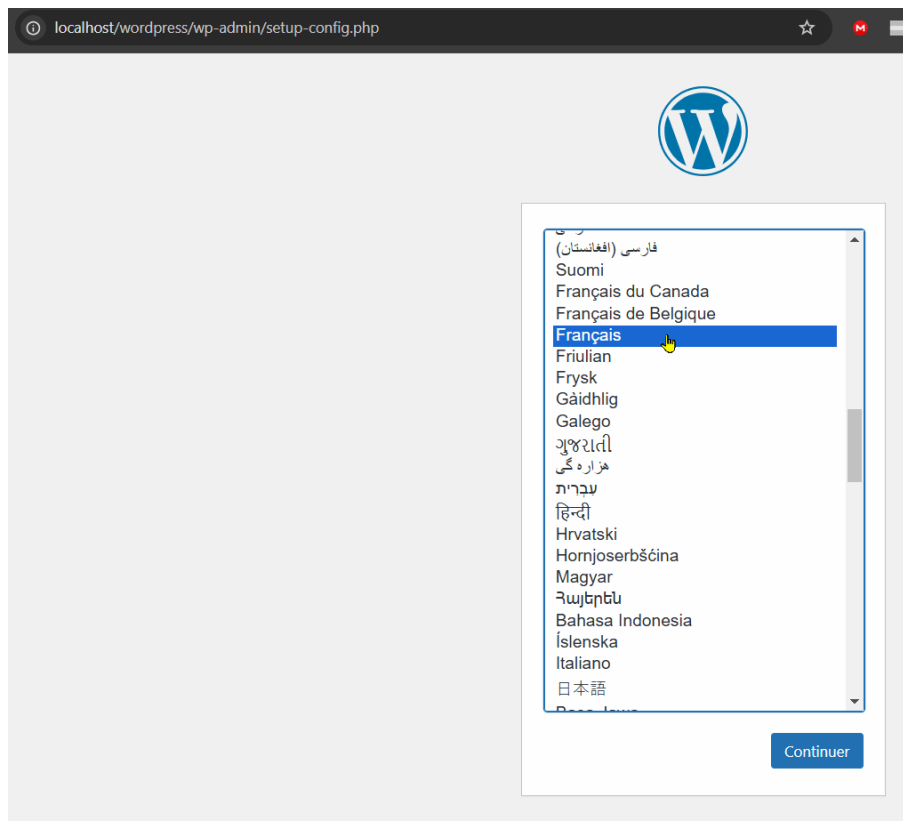 localhost/wordpress/wp-admin/setup-config.php
فارسی (افغانستان)
Suomi
Français du Canada
Français de Belgique
Français
Friulian
Frysk
Gàidhlig
Galego
ગુજરાતી
هزاره گی
עִבְרִית
हिन्दी
Hrvatski
Hornjoserbšćina
Magyar
Հայերեն
Bahasa Indonesia
Íslenska
Italiano
日本語
Continuer